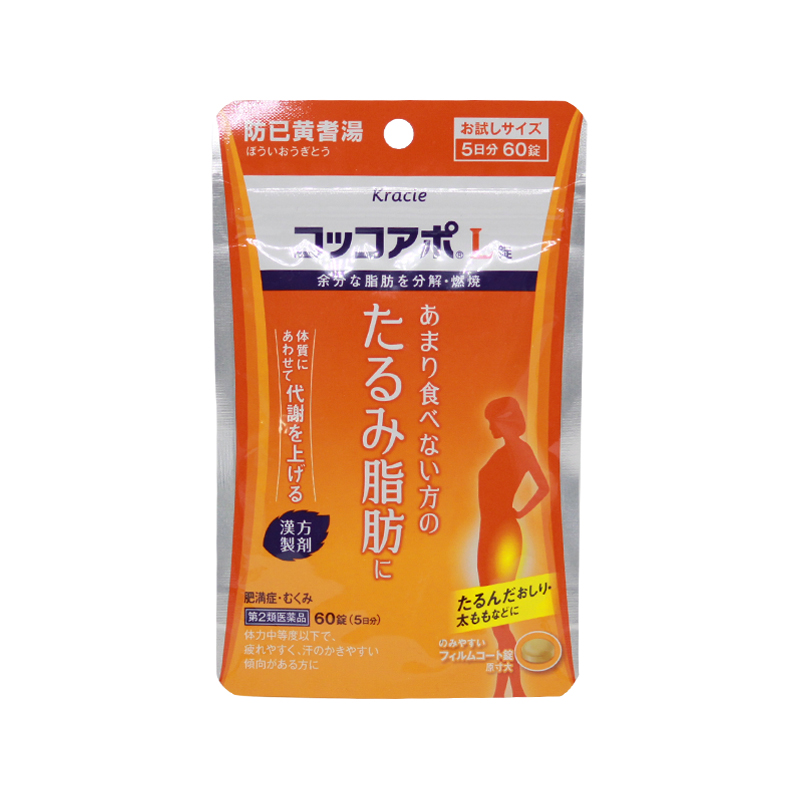 防已黄耆湯
ぼういおうぎとう
お試しサイズ
5日分 60錠
Kracie
コッコアポ® L 錠
余分な脂肪を分解・燃焼
あまり食べない方の
たるみ脂肪に
体質に
あわせて代謝を上げる
漢方
製剤
たるんだおしり・
太ももなどに
肥満症・むくみ
第2類医薬品 60錠(5日分)
体力中等度以下で、
疲れやすく、汗のかきやすい
傾向がある方に
のみやすい
フィルムコート錠
原寸大